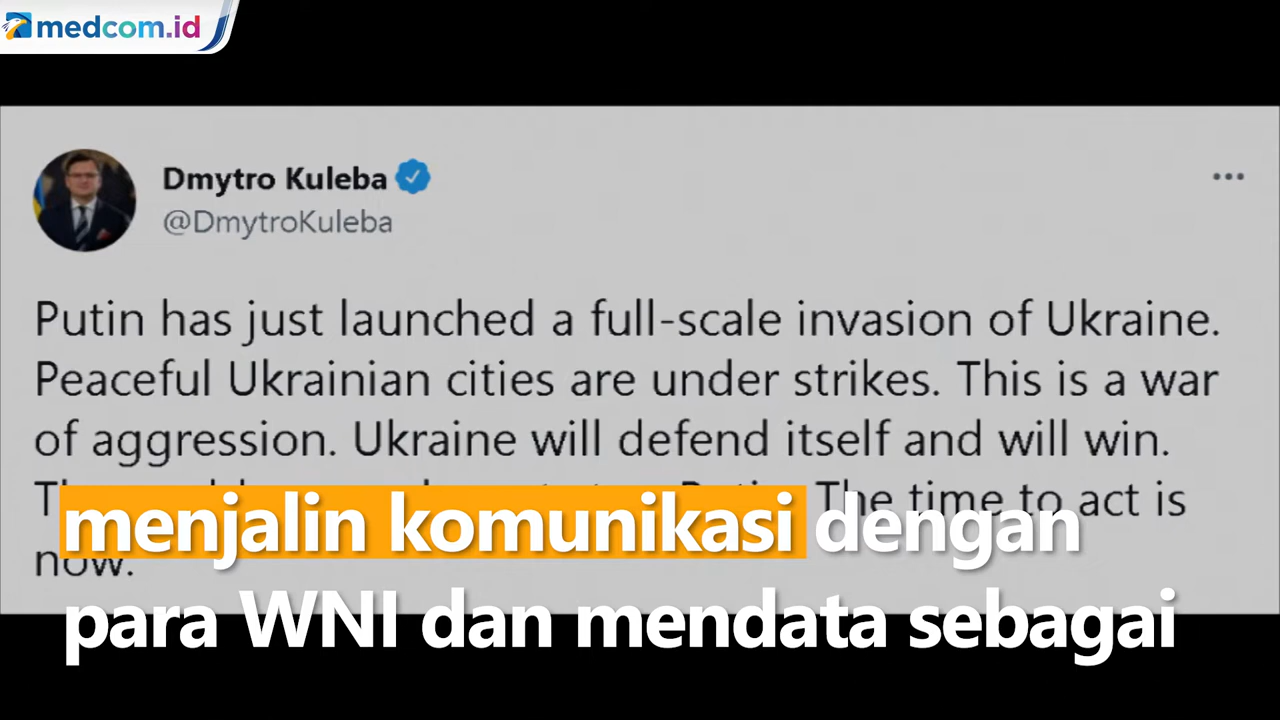 medcom.id
Dmytro Kuleba
@DmytroKuleba
Putin has just launched a full-scale invasion of Ukraine.
Peaceful Ukrainian cities are under strikes. This is a war
of aggression. Ukraine will defend itself and will win.
The time to act is
now.
menjalin komunikasi dengan
para WNI dan mendata sebagai